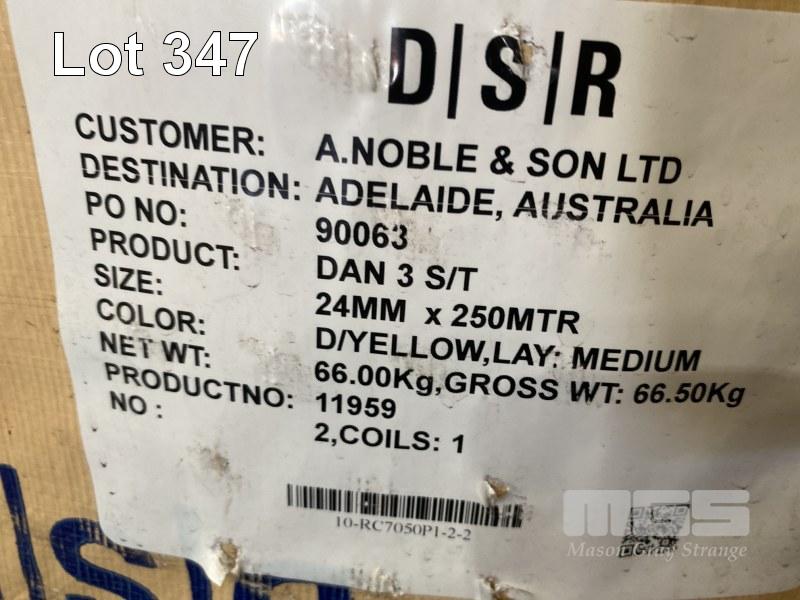 Lot 347
D|S|R
CUSTOMER: A.NOBLE & SON LTD
DESTINATION: ADELAIDE, AUSTRALIA
PO NO: 90063
PRODUCT: DAN 3 S/T
SIZE: 24MM x 250MTR
COLOR: D/YELLOW,LAY: MEDIUM
NET WT: 66.00Kg,GROSS WT: 66.50Kg
PRODUCTNO: 11959
NO : 2,COILS: 1
10-RC7050P1-2-2
MGS
Mason Gray Strange